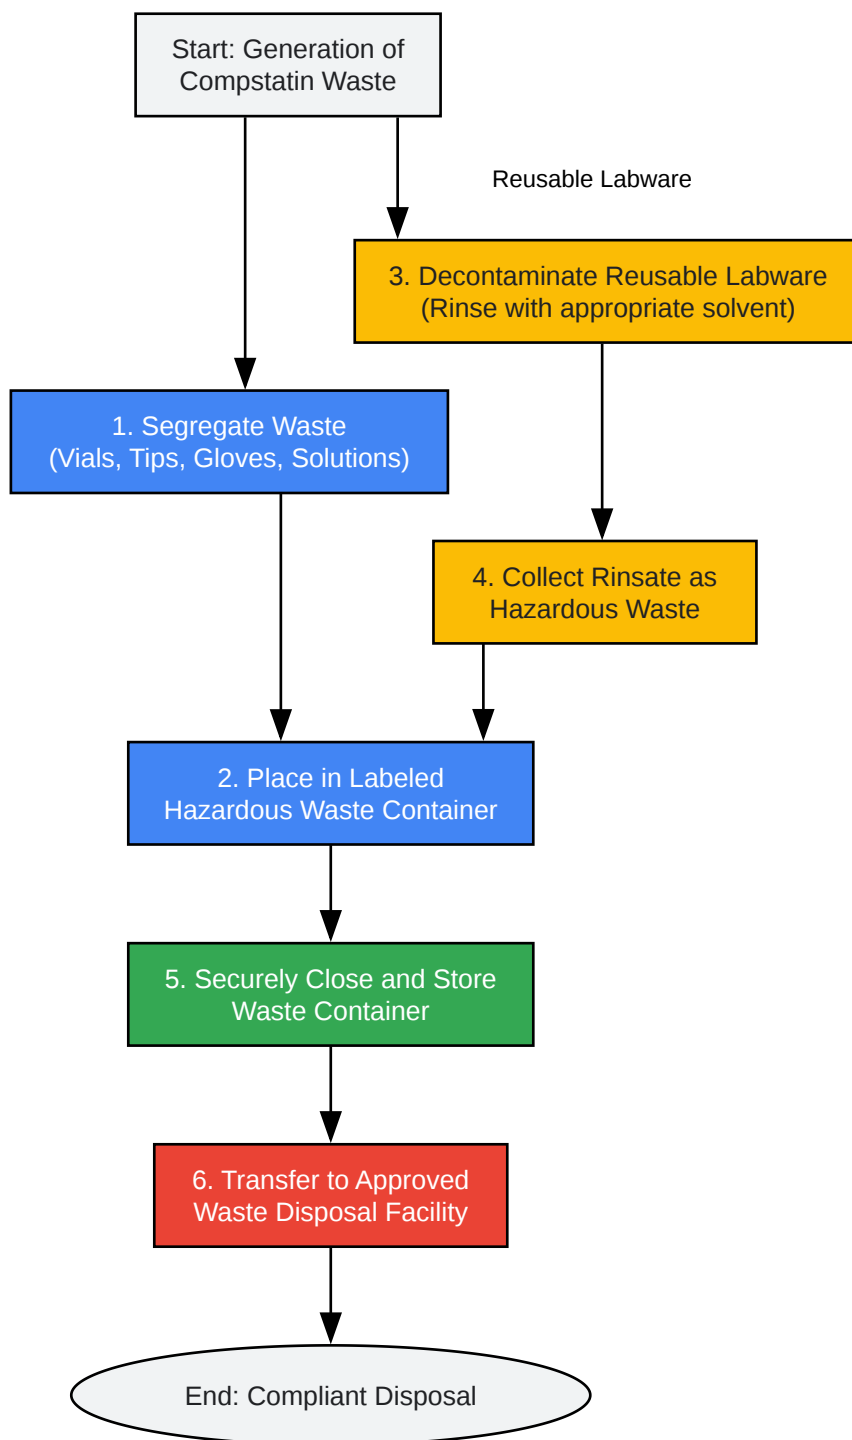 Start: Generation of
Compstatin Waste
Reusable Labware
3. Decontaminate Reusable Labware
(Rinse with appropriate solvent)
1. Segregate Waste
(Vials, Tips, Gloves, Solutions)
4. Collect Rinsate as
Hazardous Waste
2. Place in Labeled
Hazardous Waste Container
5. Securely Close and Store
Waste Container
6. Transfer to Approved
Waste Disposal Facility
End: Compliant Disposal